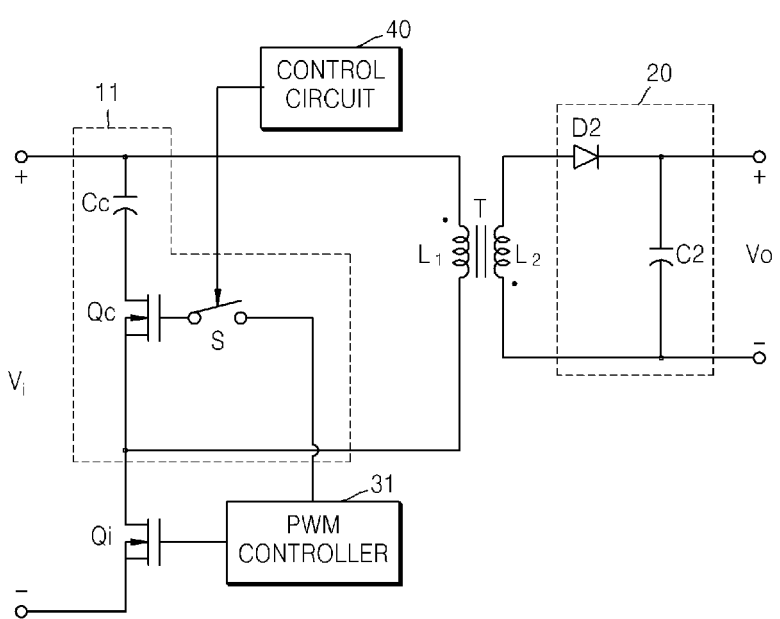 40
CONTROL
CIRCUIT
11
20
D2
+
+
Cc
T
L1
L2
C2
Vo
Qc
S
Vi
−
31
Qi
PWM
CONTROLLER
−